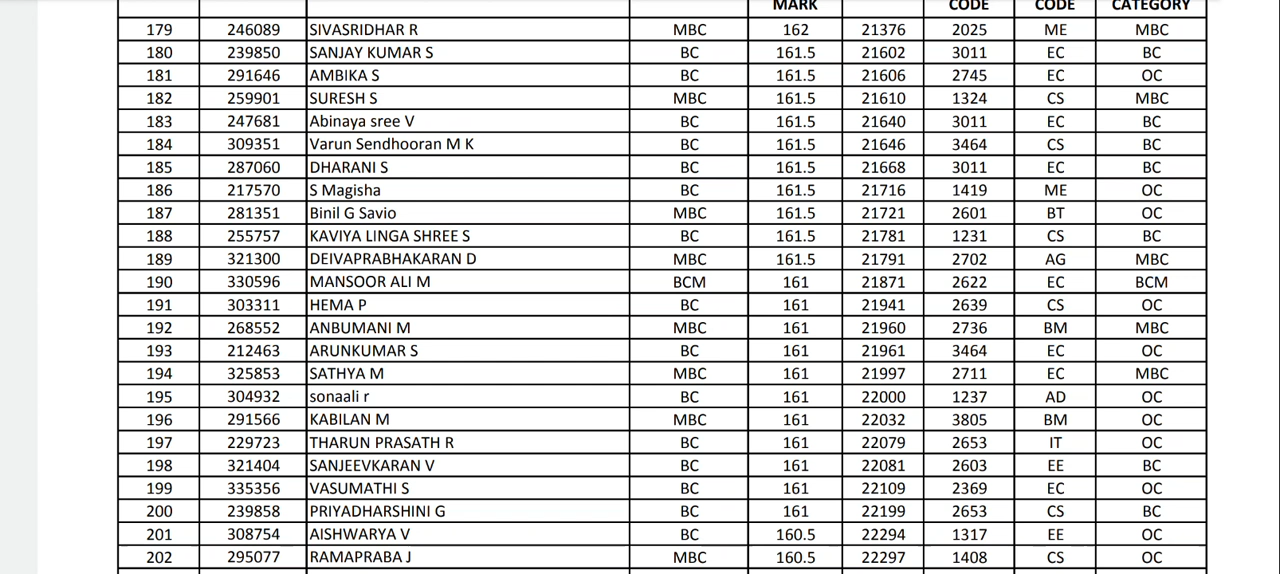 MARK CODE CODE CATEGORY
179 246089 SIVASRIDHAR R MBC 162 21376 2025 ME MBC
180 239850 SANJAY KUMAR S BC 161.5 21602 3011 EC BC
181 291646 AMBIKA S BC 161.5 21606 2745 EC OC
182 259901 SURESH S MBC 161.5 21610 1324 CS MBC
183 247681 Abinaya sree V BC 161.5 21640 3011 EC BC
184 309351 Varun Sendhooran M K BC 161.5 21646 3464 CS BC
185 287060 DHARANI S BC 161.5 21668 3011 EC BC
186 217570 S Magisha BC 161.5 21716 1419 ME OC
187 281351 Binil G Savio MBC 161.5 21721 2601 BT OC
188 255757 KAVIYA LINGA SHREE S BC 161.5 21781 1231 CS BC
189 321300 DEIVAPRABHAKARAN D MBC 161.5 21791 2702 AG MBC
190 330596 MANSOOR ALI M BCM 161 21871 2622 EC BCM
191 303311 HEMA P BC 161 21941 2639 CS OC
192 268552 ANBUMANI M MBC 161 21960 2736 BM MBC
193 212463 ARUNKUMAR S BC 161 21961 3464 EC OC
194 325853 SATHYA M MBC 161 21997 2711 EC MBC
195 304932 sonaali r BC 161 22000 1237 AD OC
196 291566 KABILAN M MBC 161 22032 3805 BM OC
197 229723 THARUN PRASATH R BC 161 22079 2653 IT OC
198 321404 SANJEEVKARAN V BC 161 22081 2603 EE BC
199 335356 VASUMATHI S BC 161 22109 2369 EC OC
200 239858 PRIYADHARSHINI G BC 161 22199 2653 CS BC
201 308754 AISHWARYA V BC 160.5 22294 1317 EE OC
202 295077 RAMAPRABA J MBC 160.5 22297 1408 CS OC